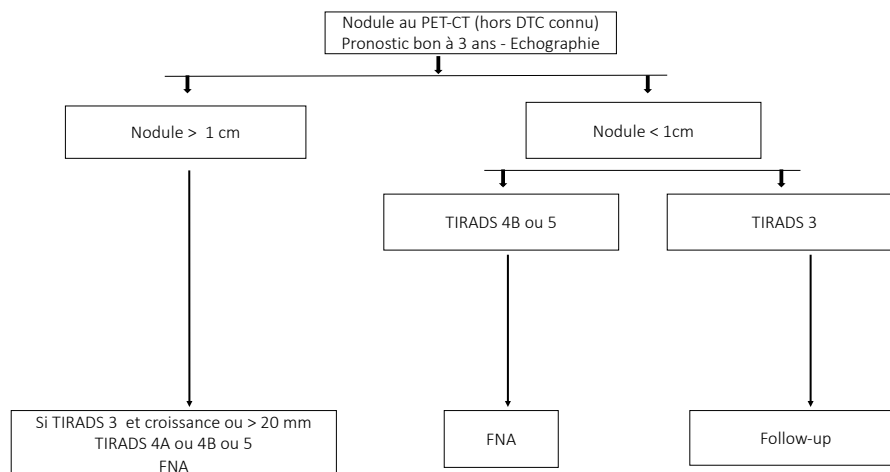 Nodule au PET-CT (hors DTC connu)
Pronostic bon à 3 ans - Echographie
Nodule > 1 cm
Nodule < 1cm
TIRADS 4B ou 5
TIRADS 3
Si TIRADS 3 et croissance ou > 20 mm
TIRADS 4A ou 4B ou 5
FNA
FNA
Follow-up